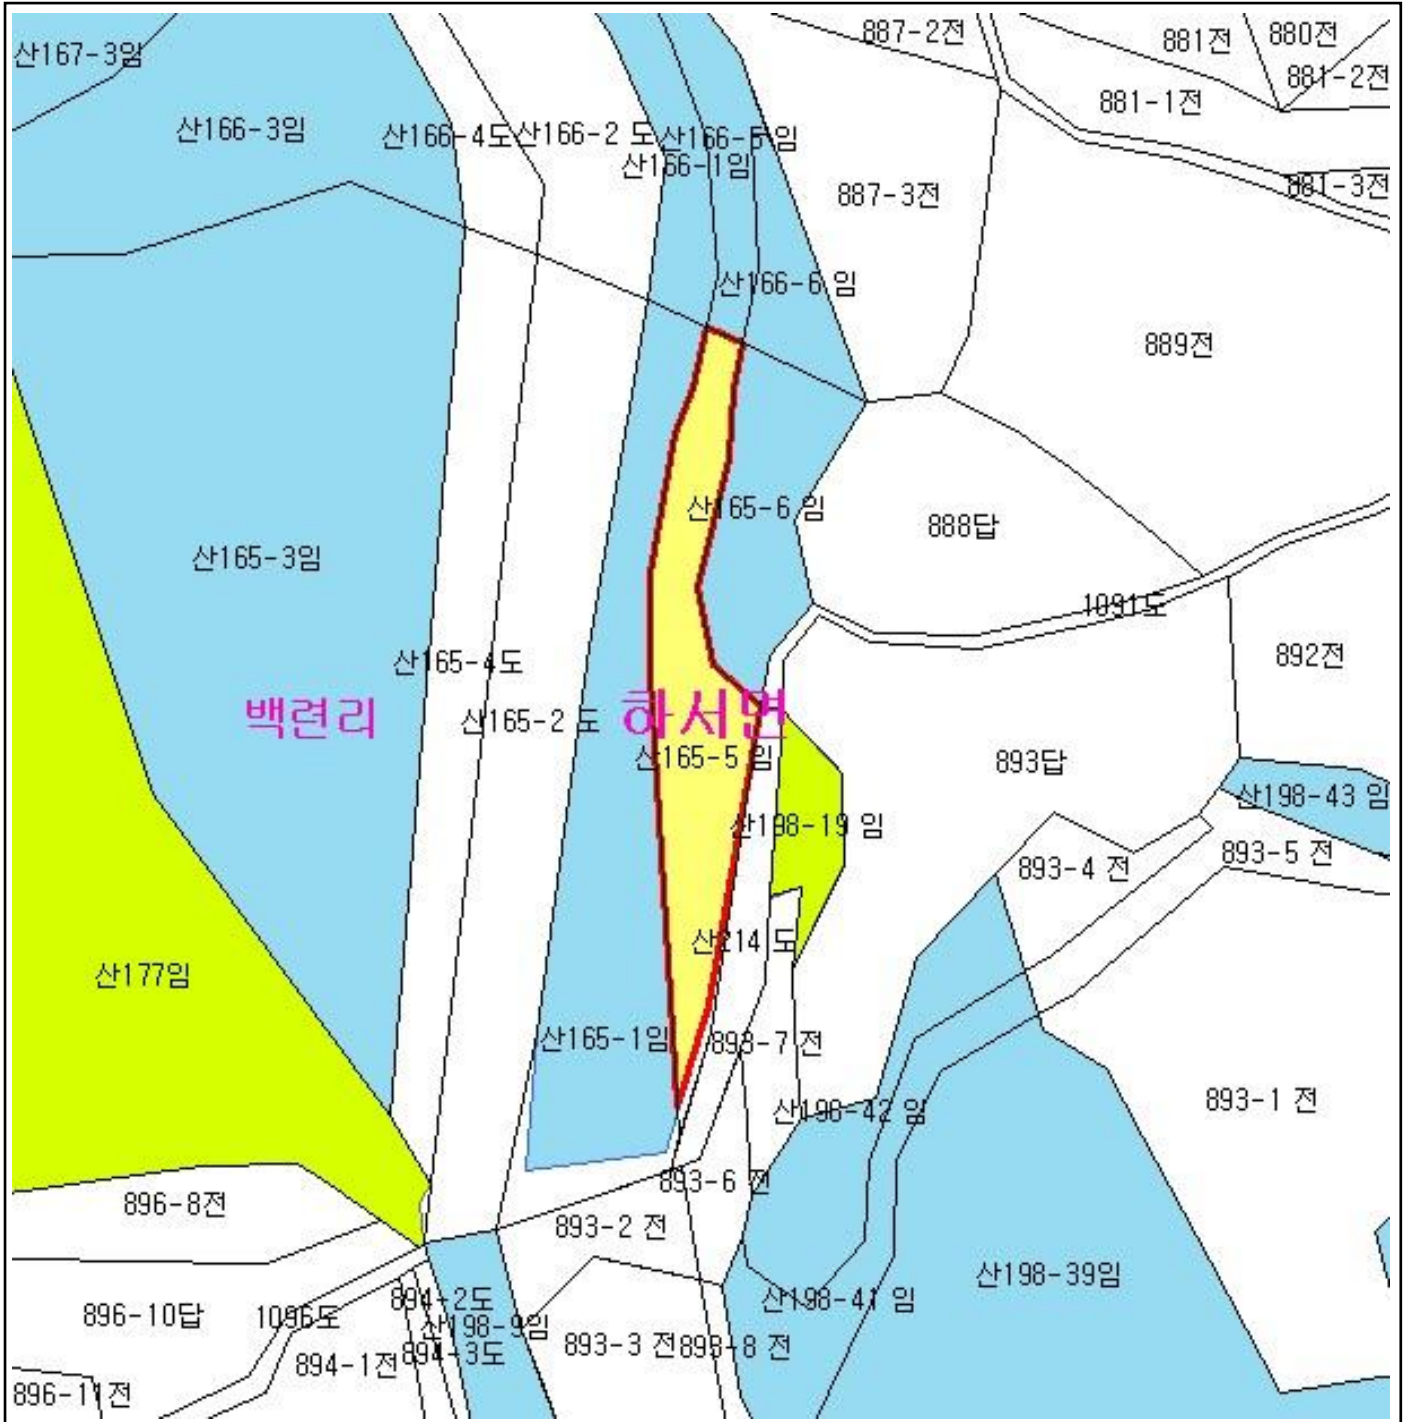 887-2전
881전
880전
산167-3임
881-2전
881-1전
산166-3임
산166-4도
산166-2 도
산166-5 임
산166-1임
881-3전
887-3전
산166-6 임
889전
산165-6 임
888답
산165-3임
1091도
892전
산165-4도
백련리
산165-2 도
하서면
산165-5 임
893답
산198-43 임
산198-19 임
893-5 전
893-4 전
산214 도
산177임
산165-1임
893-7 전
893-1 전
산198-42 임
893-6 전
896-8전
893-2 전
산198-39임
894-2도
산198-41 임
896-10답
1096도
산198-9임
893-3 전
893-8 전
894-3도
894-1전
896-11전